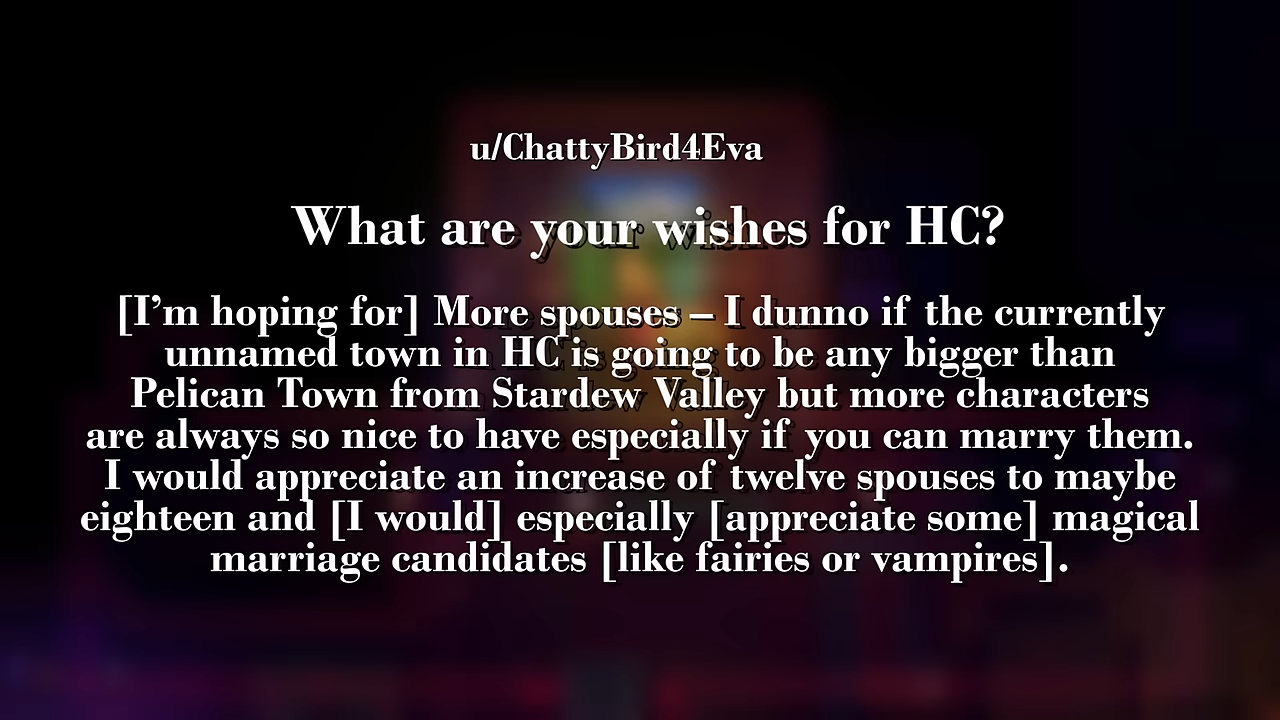 u/ChattyBird4Eva
What are your wishes for HC?
[I’m hoping for] More spouses – I dunno if the currently
unnamed town in HC is going to be any bigger than
Pelican Town from Stardew Valley but more characters
are always so nice to have especially if you can marry them.
I would appreciate an increase of twelve spouses to maybe
eighteen and [I would] especially [appreciate some] magical
marriage candidates [like fairies or vampires].